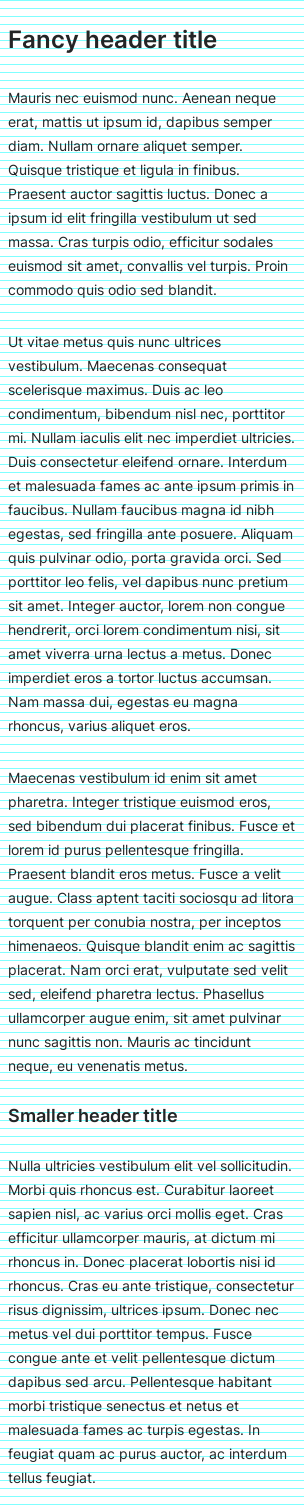 Fancy header title
Mauris nec euismod nunc. Aenean neque
erat, mattis ut ipsum id, dapibus semper
diam. Nullam ornare aliquet semper.
Quisque tristique et ligula in finibus.
Praesent auctor sagittis luctus. Donec a
ipsum id elit fringilla vestibulum ut sed
massa. Cras turpis odio, efficitur sodales
euismod sit amet, convallis vel turpis. Proin
commodo quis odio sed blandit.
Ut vitae metus quis nunc ultrices
vestibulum. Maecenas consequat
scelerisque maximus. Duis ac leo
condimentum, bibendum nisl nec, porttitor
mi. Nullam iaculis elit nec imperdiet ultricies.
Duis consectetur eleifend ornare. Interdum
et malesuada fames ac ante ipsum primis in
faucibus. Nullam faucibus magna id nibh
egestas, sed fringilla ante posuere. Aliquam
quis pulvinar odio, porta gravida orci. Sed
porttitor leo felis, vel dapibus nunc pretium
sit amet. Integer auctor, lorem non congue
hendrerit, orci lorem condimentum nisi, sit
amet viverra urna lectus a metus. Donec
imperdiet eros a tortor luctus accumsan.
Nam massa dui, egestas eu magna
rhoncus, varius aliquet eros.
Maecenas vestibulum id enim sit amet
pharetra. Integer tristique euismod eros,
sed bibendum dui placerat finibus. Fusce et
lorem id purus pellentesque fringilla.
Praesent blandit eros metus. Fusce a velit
augue. Class aptent taciti sociosqu ad litora
torquent per conubia nostra, per inceptos
himenaeos. Quisque blandit enim ac sagittis
placerat. Nam orci erat, vulputate sed velit
sed, eleifend pharetra lectus. Phasellus
ullamcorper augue enim, sit amet pulvinar
nunc sagittis non. Mauris ac tincidunt
neque, eu venenatis metus.
Smaller header title
Nulla ultricies vestibulum elit vel sollicitudin.
Morbi quis rhoncus est. Curabitur laoreet
sapien nisl, ac varius orci mollis eget. Cras
efficitur ullamcorper mauris, at dictum mi
rhoncus in. Donec placerat lobortis nisi id
rhoncus. Cras eu ante tristique, consectetur
risus dignissim, ultrices ipsum. Donec nec
metus vel dui porttitor tempus. Fusce
congue ante et velit pellentesque dictum
dapibus sed arcu. Pellentesque habitant
morbi tristique senectus et netus et
malesuada fames ac turpis egestas. In
feugiat quam ac purus auctor, ac interdum
tellus feugiat.